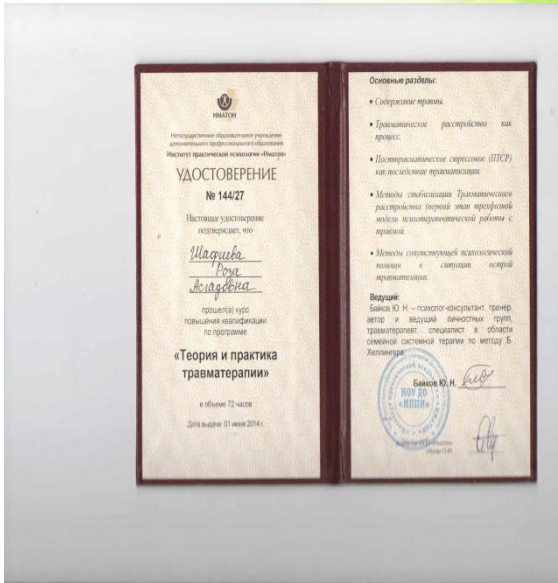 ИМАТОН
Негосударственное образовательное учреждение
дополнительного профессионального образования
Институт практической психологии «Иматон»
УДОСТОВЕРЕНИЕ
№ 144/27
Настоящее удостоверение
подтверждает, что
Шафиева
Роза
Асгадовна
прошел(а) курс
повышения квалификации
по программе
«Теория и практика
травматерапии»
в объеме 72 часов
Дата выдачи 01 июня 2014 г.
Основные разделы:
• Содержание травмы.
• Травматическое расстройство как
процесс.
• Посттравматическое стрессовое (ПТСР)
как последствие травматизации.
• Методы стабилизации Травматического
расстройства (первый этап трехфазной
модели психотерапевтической работы с
травмой.
• Методы сопутствующей психологической
помощи в ситуации острой
травматизации.
Ведущий:
Байков Ю. Н. – психолог-консультант, тренер,
автор и ведущий личностных групп,
травматерапевт, специалист в области
семейной системной терапии по методу Б.
Хеллингера
Байков Ю. Н.
НОУ ДО
«ИППИ»